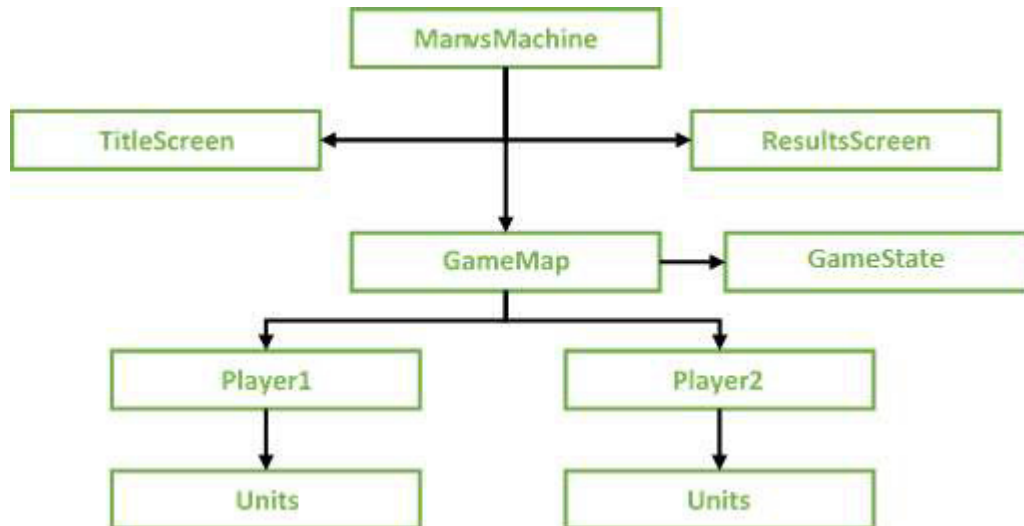 ManvsMachine
TitleScreen
ResultsScreen
GameMap
GameState
Player1
Player2
Units
Units